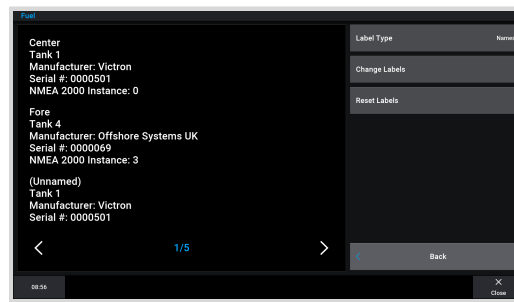 Fuel
Center
Tank 1
Manufacturer: Victron
Serial #: 0000501
NMEA 2000 Instance: 0
Fore
Tank 4
Manufacturer: Offshore Systems UK
Serial #: 0000069
NMEA 2000 Instance: 3
(Unnamed)
Tank 1
Manufacturer: Victron
Serial #: 0000501
1/5
Label Type Names
Change Labels
Reset Labels
Back
08:56
Close